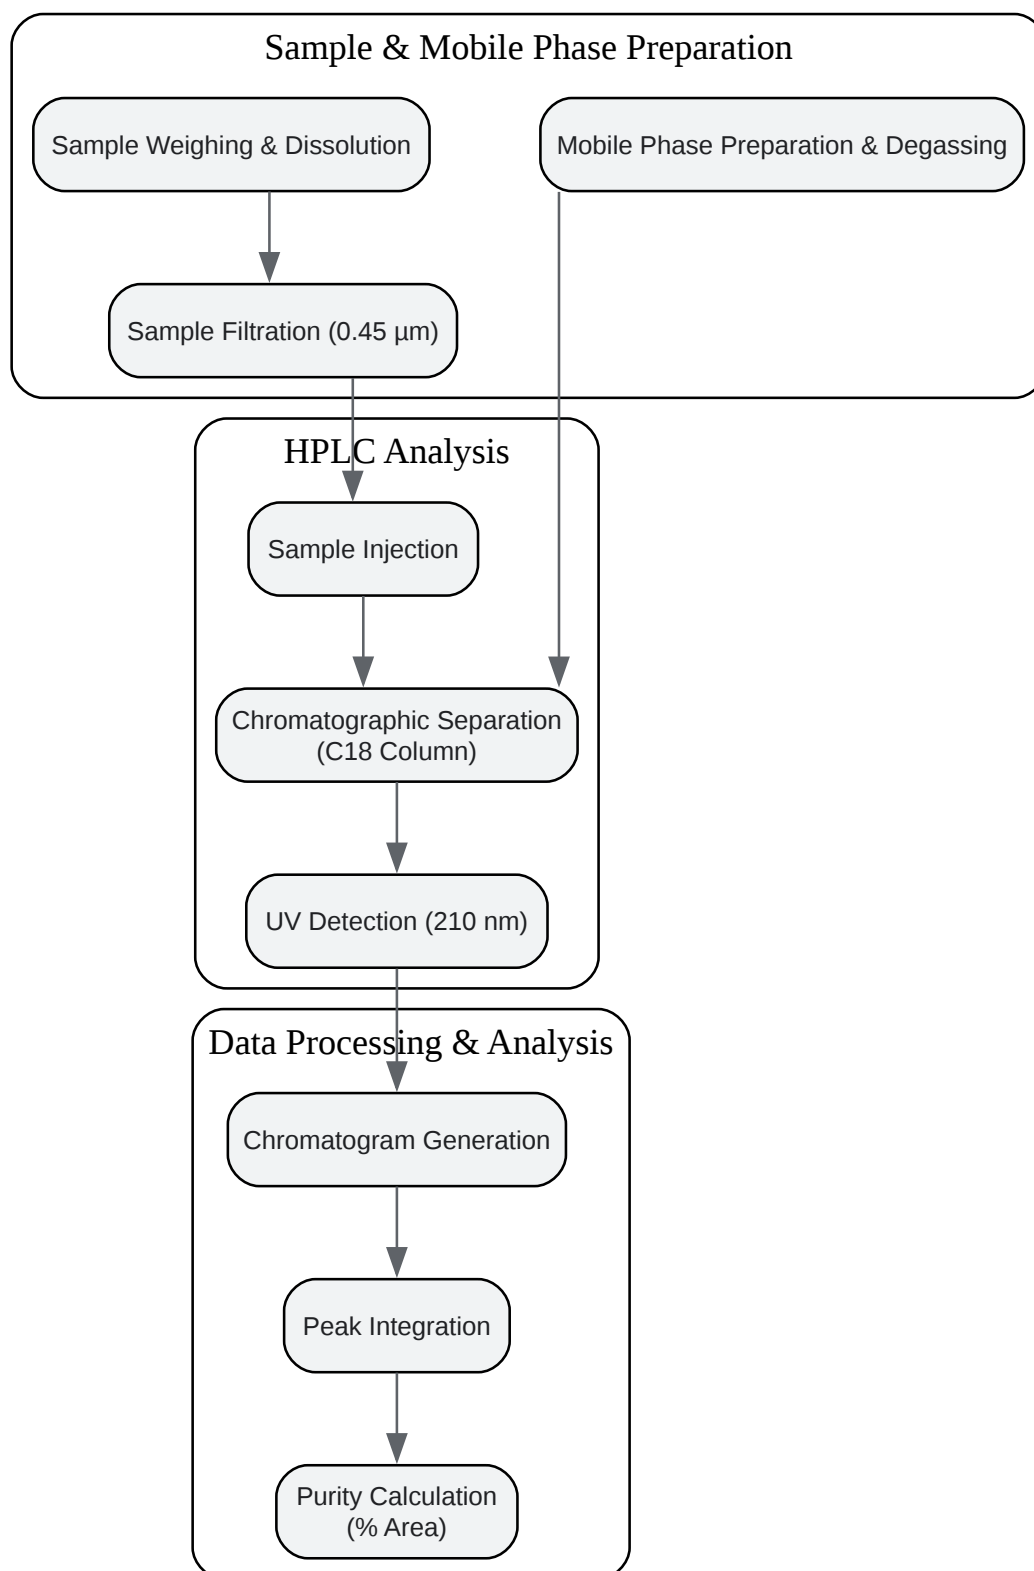 Sample & Mobile Phase Preparation
Sample Weighing & Dissolution
Mobile Phase Preparation & Degassing
Sample Filtration (0.45 µm)
HPLC Analysis
Sample Injection
Chromatographic Separation
(C18 Column)
UV Detection (210 nm)
Data Processing & Analysis
Chromatogram Generation
Peak Integration
Purity Calculation
(% Area)